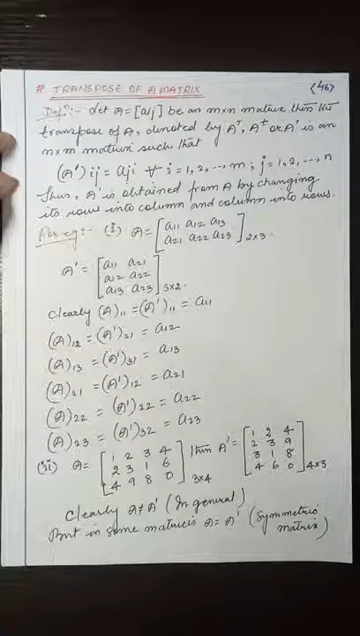 # TRANSPOSE OF A MATRIX (46)
Defⁿ:- Let A = [aij] be an m×n matrix then the
transpose of A, denoted by Aᵀ, Aᵗ or A' is an
n×m matrix such that
(A')ij = aji ∀ i=1,2,---m; j=1,2,---,n
Thus, A' is obtained from A by changing
its rows into column and column into rows.
For eg:- (i) A = [a11 a12 a13
a21 a22 a23] 2×3.
A' = [a11 a21
a12 a22
a13 a23] 3×2.
Clearly (A)11 = (A')11 = a11
(A)12 = (A')21 = a12
(A)13 = (A')31 = a13
(A)21 = (A')12 = a21
(A)22 = (A')22 = a22
(A)23 = (A')32 = a23
(ii) A = [1 2 3 4
2 3 1 6
4 9 8 0] 3×4 then A' = [1 2 4
2 3 9
3 1 8
4 6 0] 4×3
Clearly A ≠ A' (In general)
But in some matrices A = A' (Symmetric
matrix)